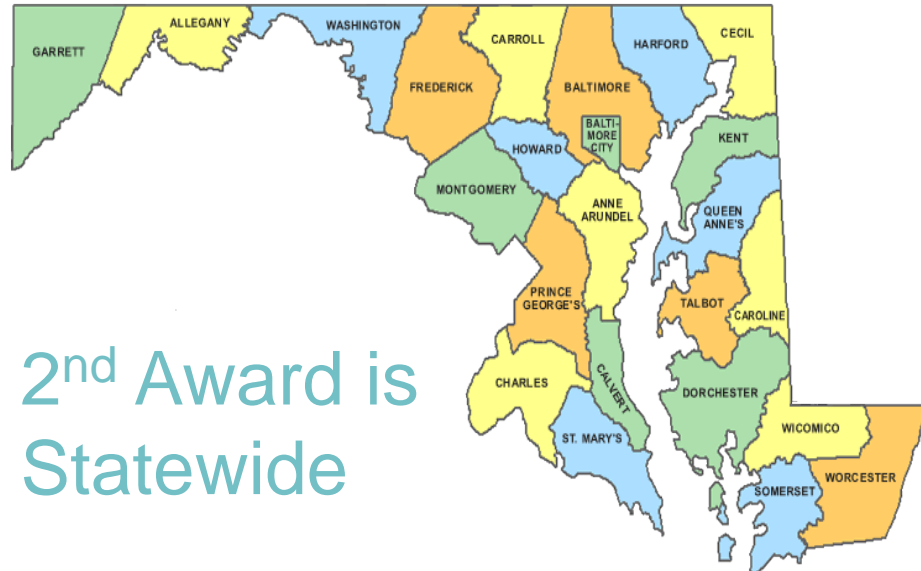 GARRETT
ALLEGANY
WASHINGTON
FREDERICK
CARROLL
BALTIMORE
HARFORD
CECIL
BALTI-
MORE
CITY
KENT
HOWARD
MONTGOMERY
ANNE
ARUNDEL
QUEEN
ANNE'S
PRINCE
GEORGE'S
TALBOT
CAROLINE
2nd Award is
Statewide
CHARLES
CALVERT
DORCHESTER
ST. MARY'S
WICOMICO
SOMERSET
WORCESTER